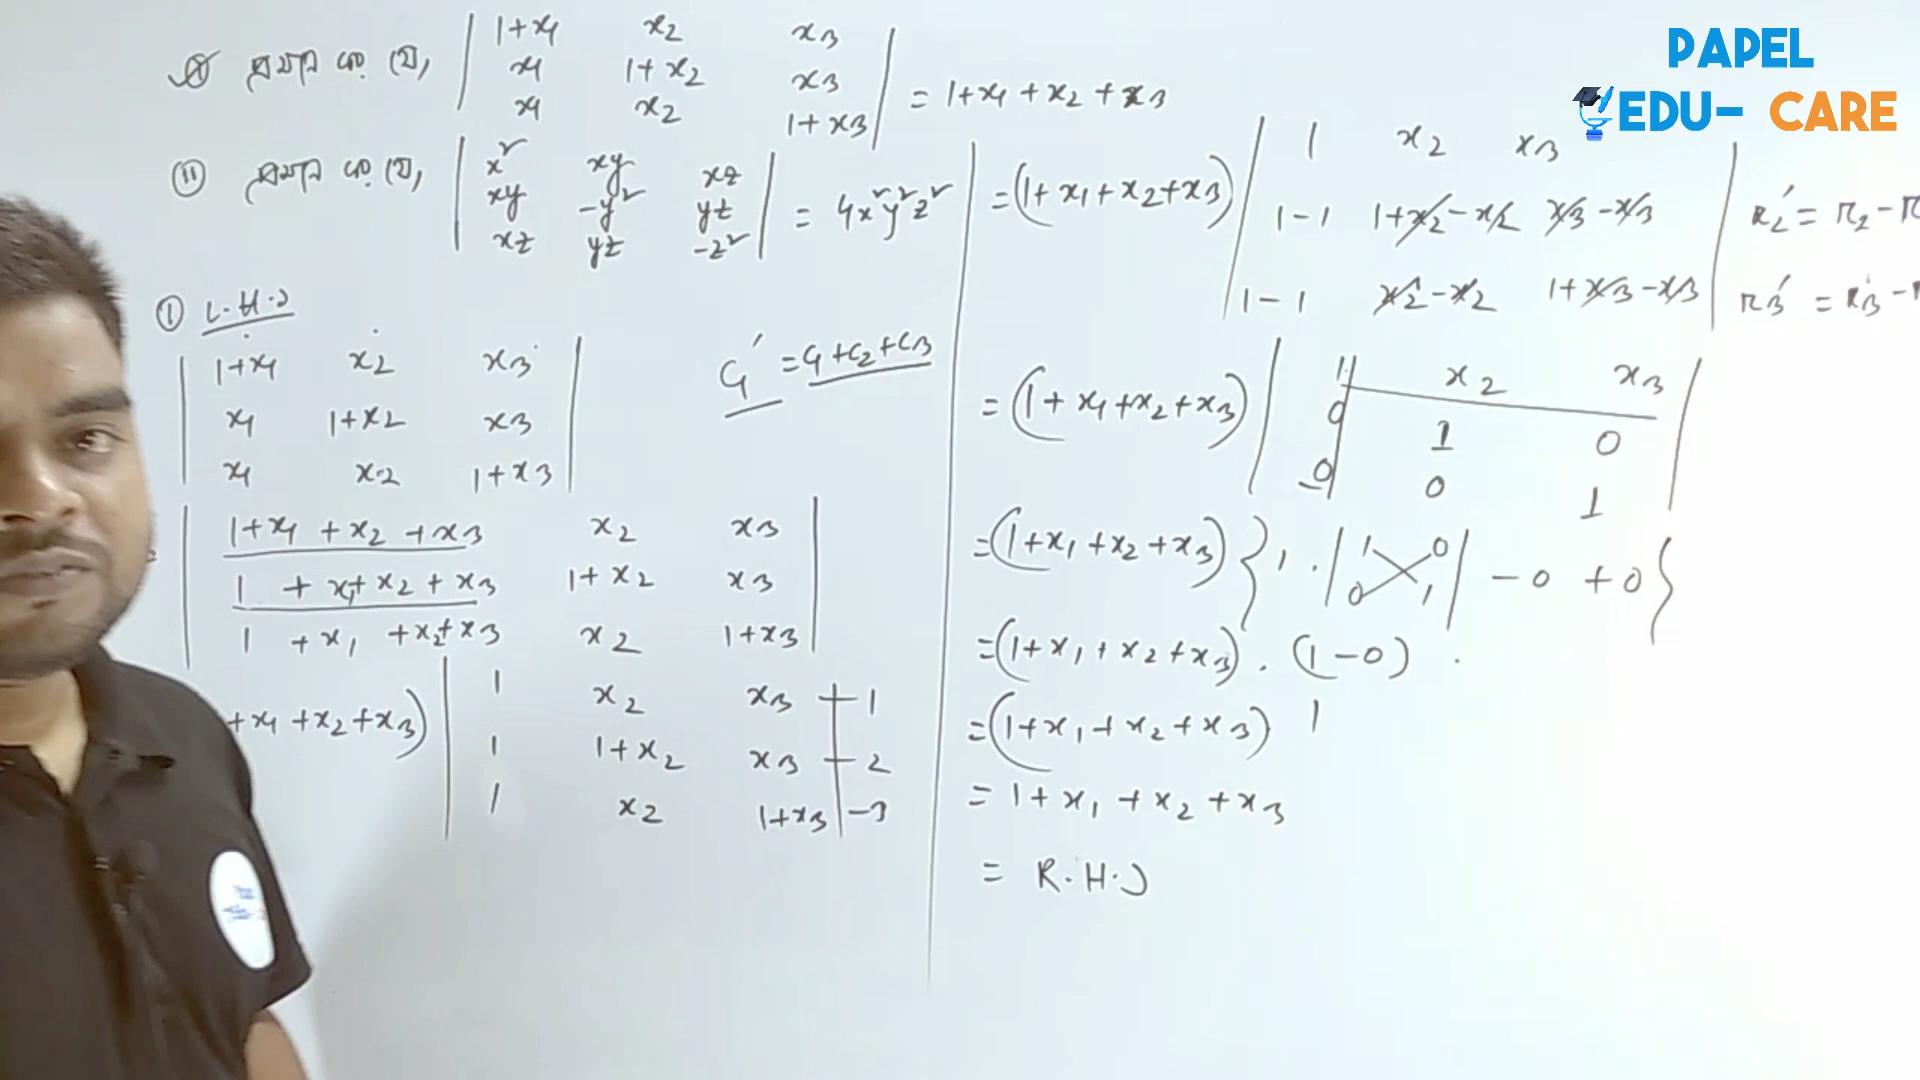 PAPEL
EDU- CARE
প্রমাণ কর যে, | 1+x1 x2 x3 |
| x1 1+x2 x3 | = 1+x1+x2+x3
| x1 x2 1+x3 |
(ii) প্রমাণ কর যে, | x² xy xz |
| xy -y² yz | = 4x²y²z²
| xz yz -z² |
(i) L.H.S
| 1+x1 x2 x3 |
| x1 1+x2 x3 | C1′ = C1+C2+C3
| x1 x2 1+x3 |
| 1+x1+x2+x3 x2 x3 |
| 1+x1+x2+x3 1+x2 x3 |
| 1+x1+x2+x3 x2 1+x3 |
+x1+x2+x3) | 1 x2 x3 | -1
| 1 1+x2 x3 | -2
| 1 x2 1+x3 | -3
= (1+x1+x2+x3) | 1 x2 x3 |
| 1-1 1+x2-x2 x3-x3 | R2′ = R2-R
| 1-1 x2-x2 1+x3-x3 | R3′ = R3-
= (1+x1+x2+x3) | 1 x2 x3 |
| 0 1 0 |
| 0 0 1 |
= (1+x1+x2+x3) { 1 · | 1 0 | -0 +0 }
| 0 1 |
= (1+x1+x2+x3) . (1-0) .
= (1+x1+x2+x3) 1
= 1+x1+x2+x3
= R.H.S